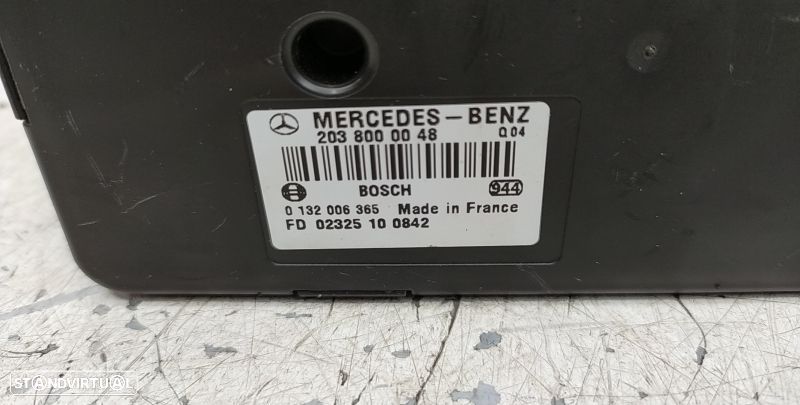 MERCEDES-BENZ
203 800 00 48 Q04
BOSCH 944
0 132 006 365 Made in France
FD 02325 10 0842
STANDVIRTUAL